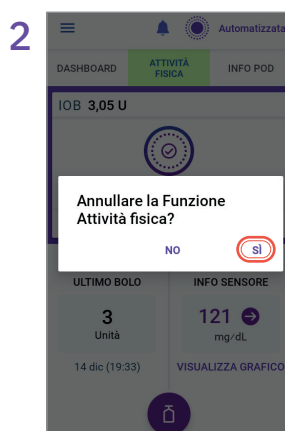 2
Automatizzata
DASHBOARD
ATTIVITÀ
FISICA
INFO POD
IOB 3,05 U
Annullare la Funzione
Attività fisica?
NO
SÌ
ULTIMO BOLO
INFO SENSORE
3
Unità
121
mg/dL
14 dic (19:33)
VISUALIZZA GRAFICO